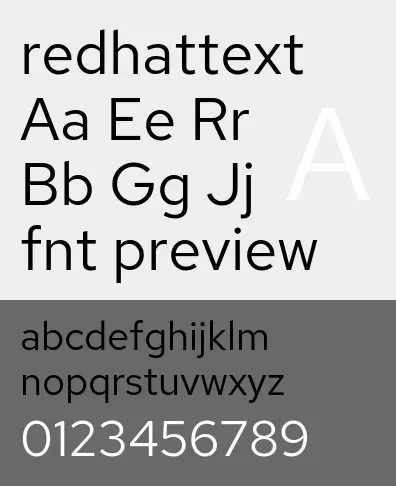 redhattext
Aa Ee Rr
A
Bb Gg Jj
fnt preview
abcdefghijklm
nopqrstuvwxyz
0123456789